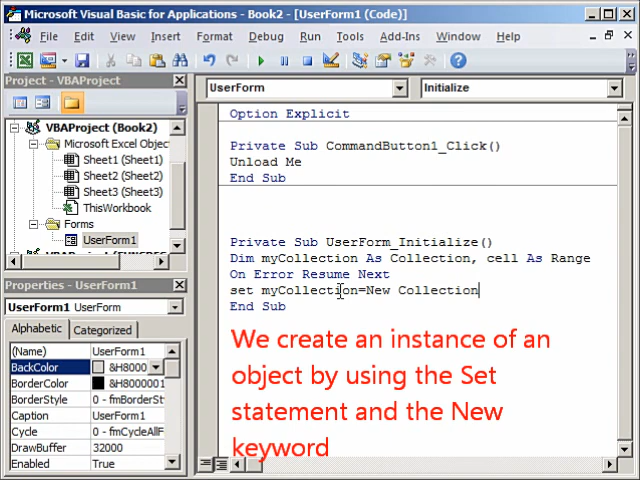 Microsoft Visual Basic for Applications - Book2 - [UserForm1 (Code)]
File Edit View Insert Format Debug Run Tools Add-Ins Window Help
Project - VBAProject
UserForm Initialize
VBAProject (Book2)
Microsoft Excel Objec
Sheet1 (Sheet1)
Sheet2 (Sheet2)
Sheet3 (Sheet3)
ThisWorkbook
Forms
UserForm1
Properties - UserForm1
UserForm1 UserForm
Alphabetic Categorized
(Name) UserForm1
BackColor &H8000
BorderColor &H8000001
BorderStyle 0 - fmBorderSt
Caption UserForm1
Cycle 0 - fmCycleAllF
DrawBuffer 32000
Enabled True
Option Explicit
Private Sub CommandButton1_Click()
Unload Me
End Sub
Private Sub UserForm_Initialize()
Dim myCollection As Collection, cell As Range
On Error Resume Next
set myCollection=New Collection
End Sub
We create an instance of an
object by using the Set
statement and the New
keyword